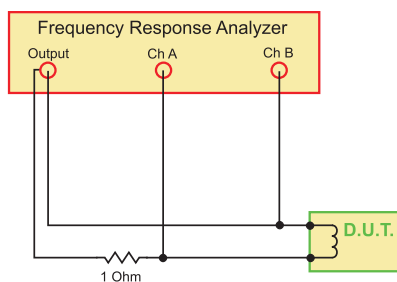 Frequency Response Analyzer
Output
Ch A
Ch B
D.U.T.
1 Ohm